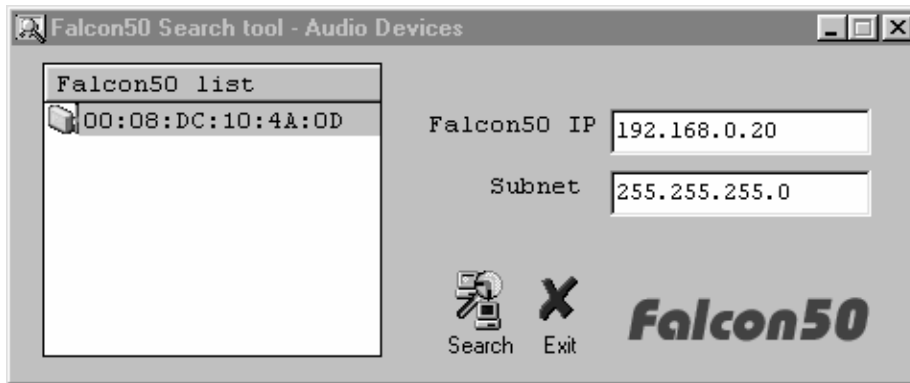 Falcon50 Search tool - Audio Devices
Falcon50 list
00:08:DC:10:4A:0D
Falcon50 IP 192.168.0.20
Subnet 255.255.255.0
Search Exit
Falcon50